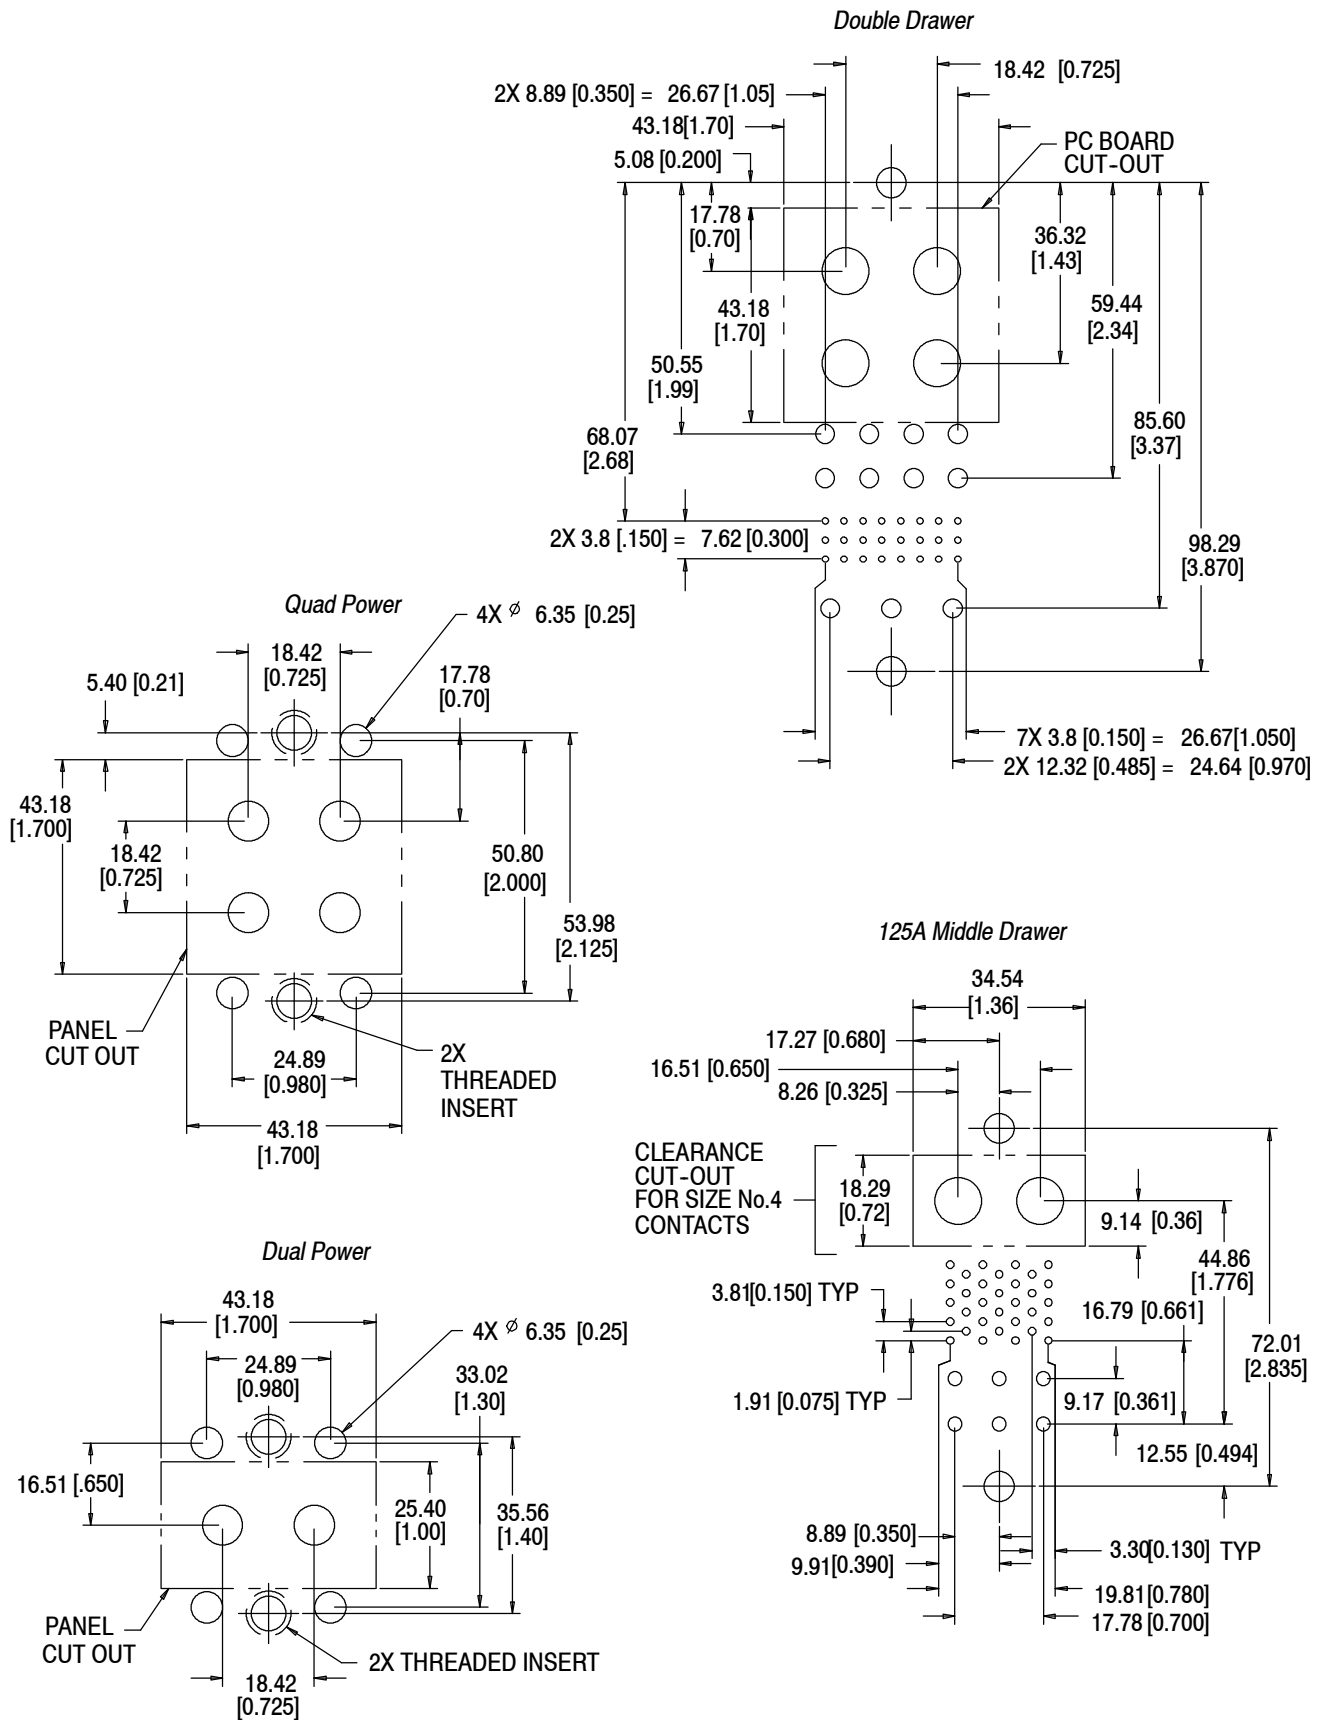 Double Drawer
18.42 [0.725]
2X 8.89 [0.350] = 26.67 [1.05]
43.18[1.70]
5.08 [0.200]
PC BOARD
CUT-OUT
17.78
[0.70]
36.32
[1.43]
43.18
[1.70]
59.44
[2.34]
50.55
[1.99]
68.07
[2.68]
85.60
[3.37]
2X 3.8 [.150] = 7.62 [0.300]
98.29
[3.870]
7X 3.8 [0.150] = 26.67[1.050]
2X 12.32 [0.485] = 24.64 [0.970]
Quad Power
4X ⌀ 6.35 [0.25]
18.42
[0.725]
5.40 [0.21]
17.78
[0.70]
43.18
[1.700]
18.42
[0.725]
50.80
[2.000]
53.98
[2.125]
PANEL
CUT OUT
24.89
[0.980]
2X
THREADED
INSERT
43.18
[1.700]
125A Middle Drawer
34.54
[1.36]
17.27 [0.680]
16.51 [0.650]
8.26 [0.325]
CLEARANCE
CUT-OUT
FOR SIZE No.4
CONTACTS
18.29
[0.72]
9.14 [0.36]
44.86
[1.776]
3.81[0.150] TYP
16.79 [0.661]
72.01
[2.835]
1.91 [0.075] TYP
9.17 [0.361]
12.55 [0.494]
8.89 [0.350]
9.91[0.390]
3.30[0.130] TYP
19.81[0.780]
17.78 [0.700]
Dual Power
43.18
[1.700]
4X ⌀ 6.35 [0.25]
24.89
[0.980]
33.02
[1.30]
16.51 [.650]
25.40
[1.00]
35.56
[1.40]
PANEL
CUT OUT
2X THREADED INSERT
18.42
[0.725]